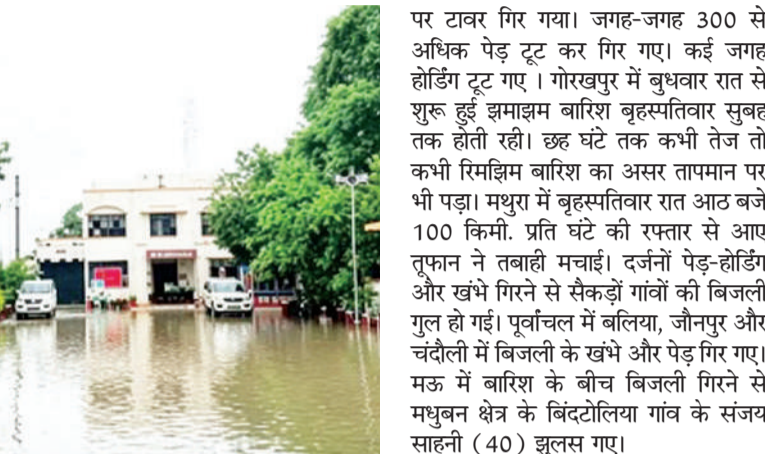 पर टावर गिर गया। जगह-जगह 300 से
अधिक पेड़ टूट कर गिर गए। कई जगह
होर्डिंग टूट गए । गोरखपुर में बुधवार रात से
शुरू हुई झमाझम बारिश बृहस्पतिवार सुबह
तक होती रही। छह घंटे तक कभी तेज तो
कभी रिमझिम बारिश का असर तापमान पर
भी पड़ा। मथुरा में बृहस्पतिवार रात आठ बजे
100 किमी. प्रति घंटे की रफ्तार से आए
तूफान ने तबाही मचाई। दर्जनों पेड़-होर्डिंग
और खंभे गिरने से सैकड़ों गांवों की बिजली
गुल हो गई। पूर्वांचल में बलिया, जौनपुर और
चंदौली में बिजली के खंभे और पेड़ गिर गए।
मऊ में बारिश के बीच बिजली गिरने से
मधुबन क्षेत्र के बिंदटोलिया गांव के संजय
साहनी (40) झुलस गए।